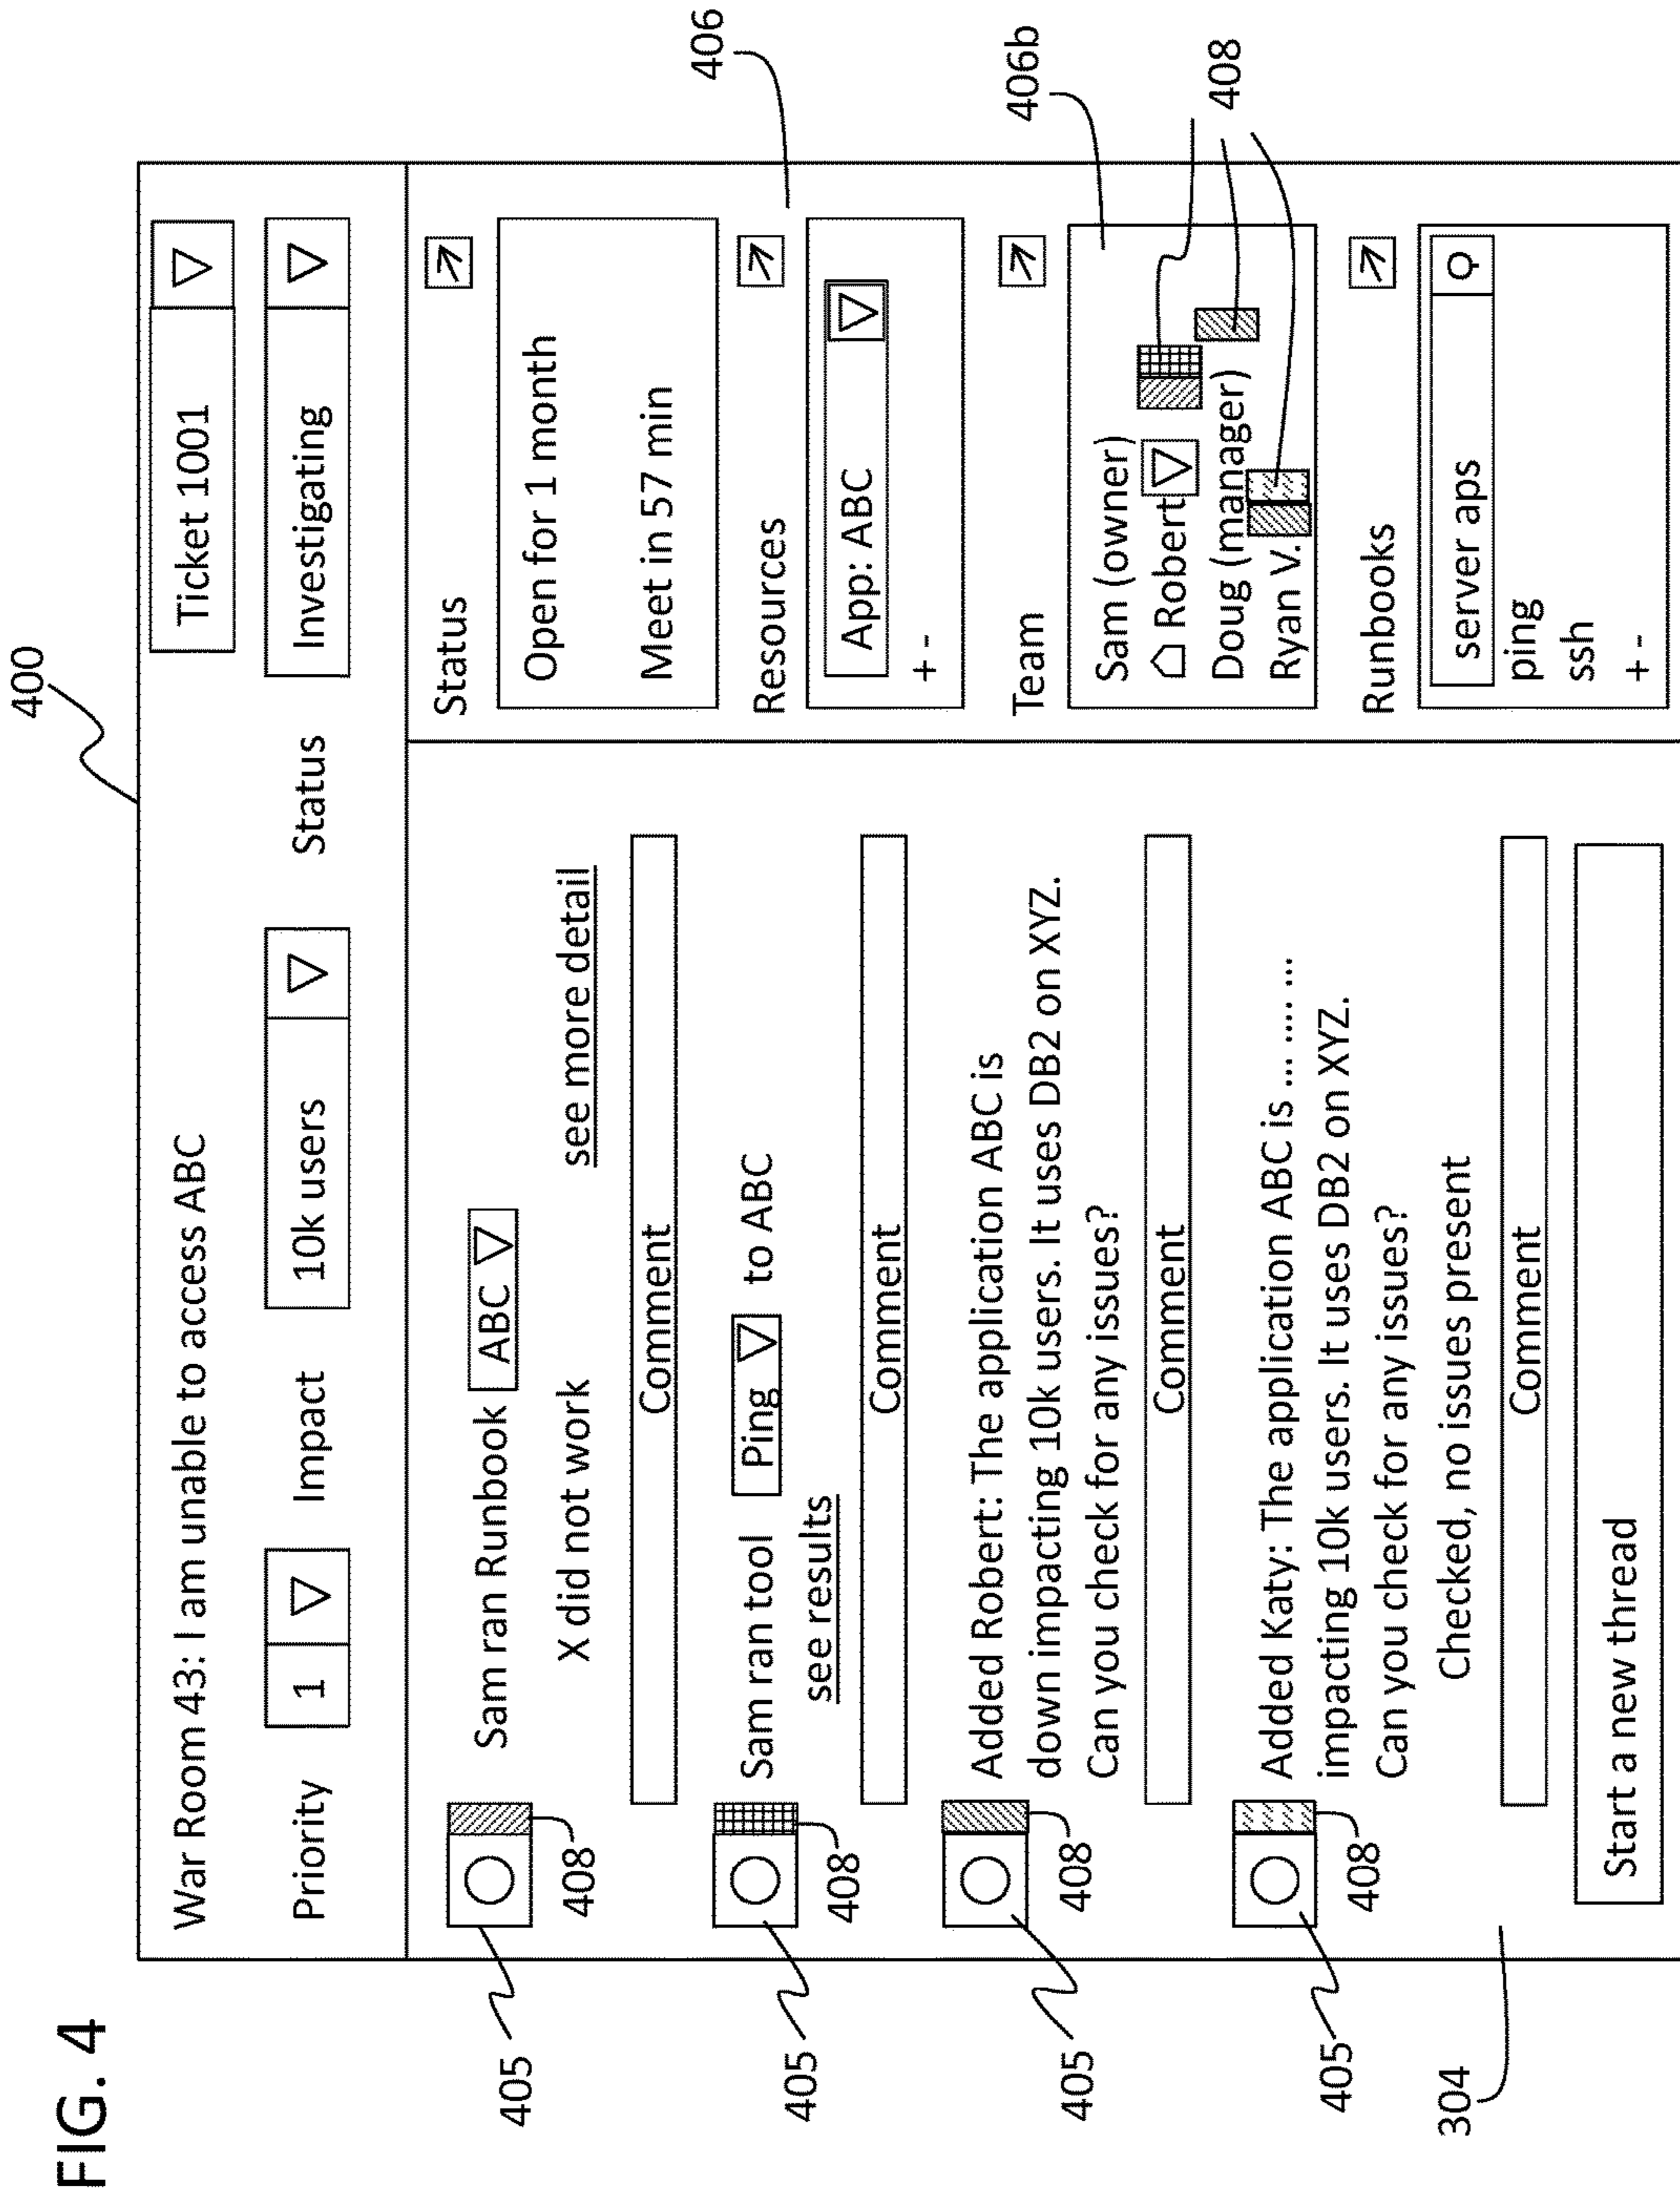 FIG. 4
400
War Room 43: I am unable to access ABC
Ticket 1001
Priority 1 Impact 10k users Status Investigating
405
408
Sam ran Runbook ABC
X did not work see more detail
Comment
405
408
Sam ran tool Ping to ABC
see results
Comment
405
408
Added Robert: The application ABC is
down impacting 10k users. It uses DB2 on XYZ.
Can you check for any issues?
Comment
405
408
Added Katy: The application ABC is ... .... ...
impacting 10k users. It uses DB2 on XYZ.
Can you check for any issues?
Checked, no issues present
Comment
304
Start a new thread
Status
Open for 1 month
Meet in 57 min
406
Resources
App: ABC
+ -
406b
Team
408
Sam (owner)
Robert
Doug (manager)
Ryan V.
Runbooks
server aps
ping
ssh
+ -